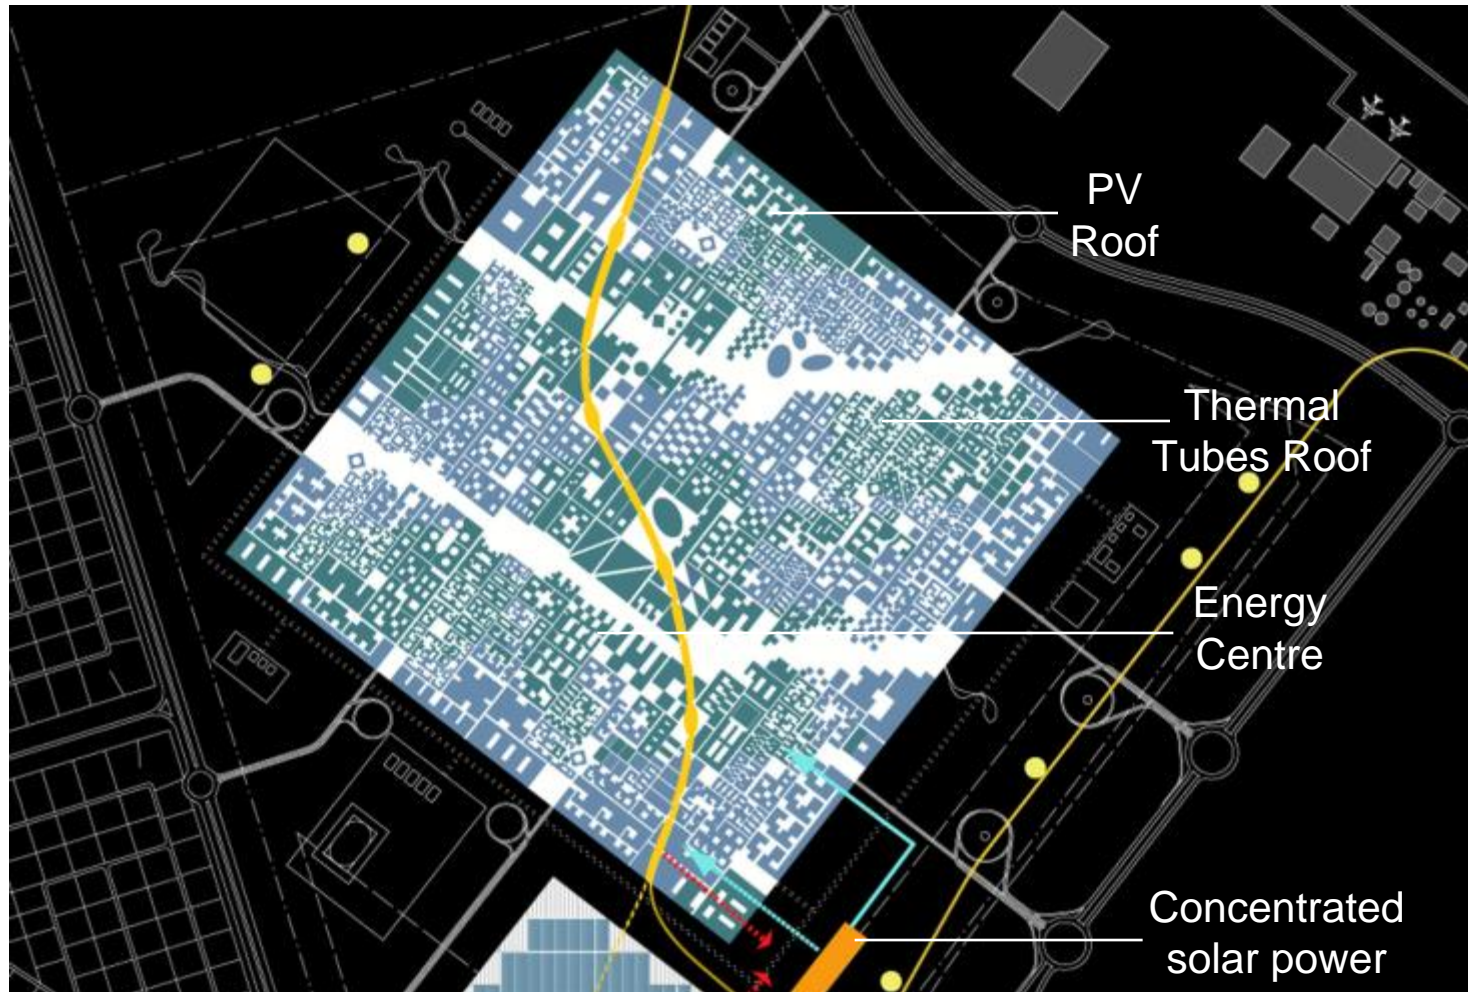 PV
Roof
Thermal
Tubes Roof
Energy
Centre
Concentrated
solar power